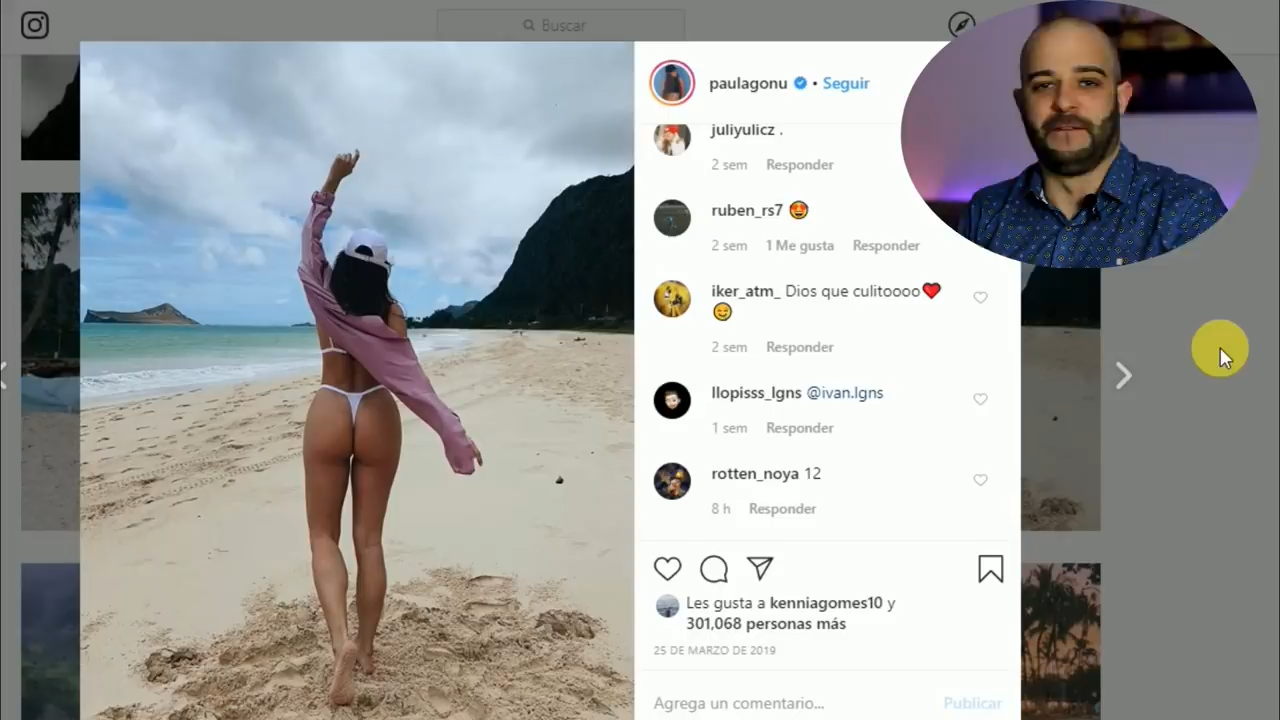 Buscar
paulagonu • Seguir
juliyulicz .
2 sem Responder
ruben_rs7 🤩
2 sem 1 Me gusta Responder
iker_atm_ Dios que culitoooo❤️
😊
2 sem Responder
llopisss_lgns @ivan.lgns
1 sem Responder
rotten_noya 12
8 h Responder
Les gusta a kenniagomes10 y
301,068 personas más
25 DE MARZO DE 2019
Agrega un comentario... Publicar